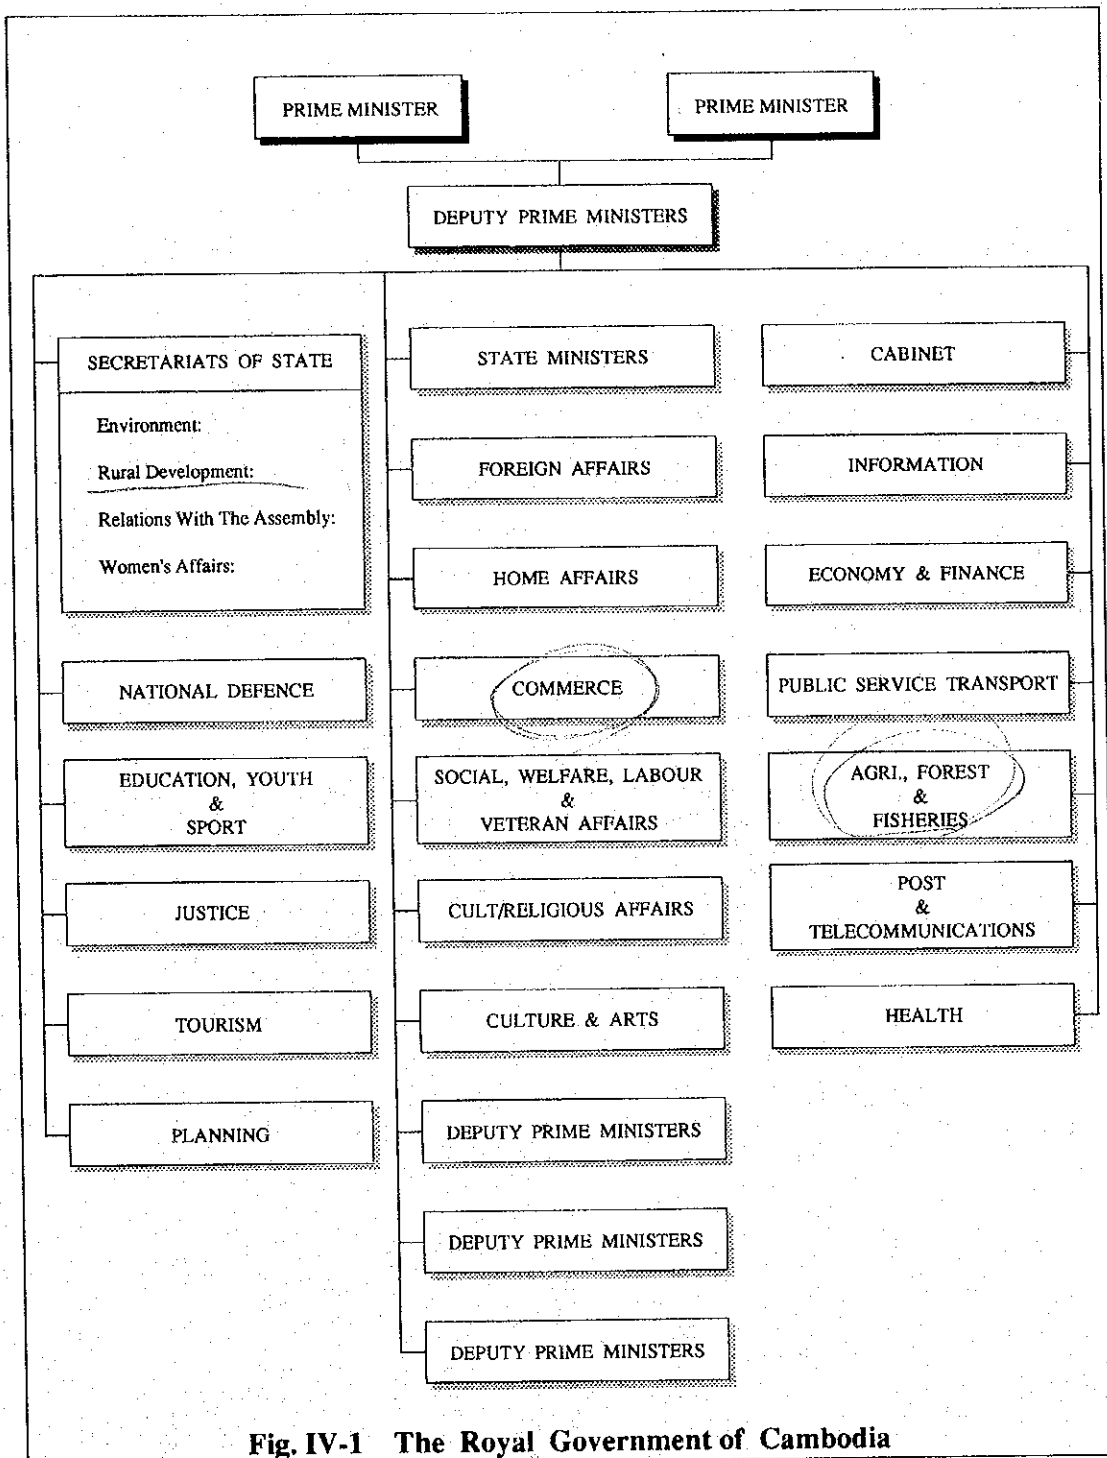 PRIME MINISTER
PRIME MINISTER
DEPUTY PRIME MINISTERS
SECRETARIATS OF STATE
Environment:
Rural Development:
Relations With The Assembly:
Women's Affairs:
NATIONAL DEFENCE
EDUCATION, YOUTH
&
SPORT
JUSTICE
TOURISM
PLANNING
STATE MINISTERS
FOREIGN AFFAIRS
HOME AFFAIRS
COMMERCE
SOCIAL, WELFARE, LABOUR
&
VETERAN AFFAIRS
CULT/RELIGIOUS AFFAIRS
CULTURE & ARTS
DEPUTY PRIME MINISTERS
DEPUTY PRIME MINISTERS
DEPUTY PRIME MINISTERS
CABINET
INFORMATION
ECONOMY & FINANCE
PUBLIC SERVICE TRANSPORT
AGRI., FOREST
&
FISHERIES
POST
&
TELECOMMUNICATIONS
HEALTH
Fig. IV-1 The Royal Government of Cambodia